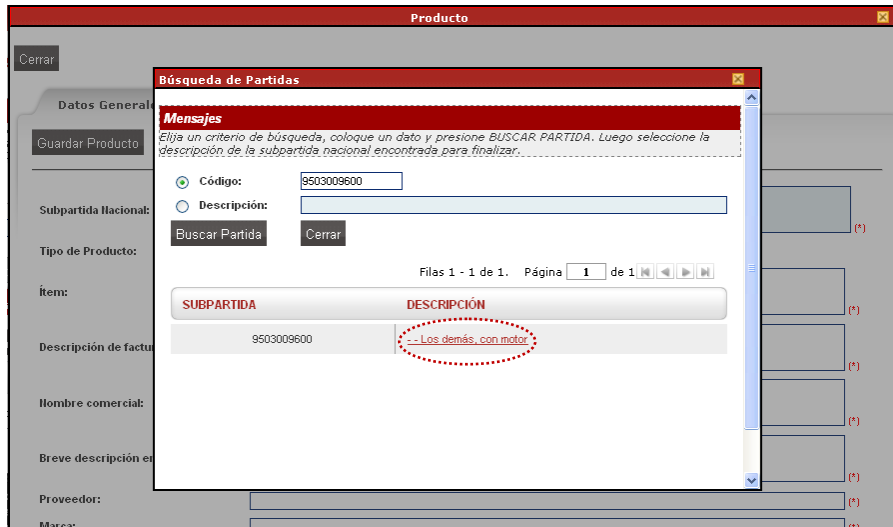 Producto
Cerrar
Búsqueda de Partidas
Datos Generale
Mensajes
Elija un criterio de búsqueda, coloque un dato y presione BUSCAR PARTIDA. Luego seleccione la
descripción de la subpartida nacional encontrada para finalizar.
Guardar Producto
Código: 9503009600
Descripción:
Subpartida Nacional: (*)
Buscar Partida Cerrar
Tipo de Producto:
Filas 1 - 1 de 1. Página 1 de 1
Ítem: (*)
SUBPARTIDA DESCRIPCIÓN
9503009600 - - Los demás, con motor
Descripción de factur (*)
Nombre comercial: (*)
Breve descripción en (*)
Proveedor: (*)
Marca: (*)